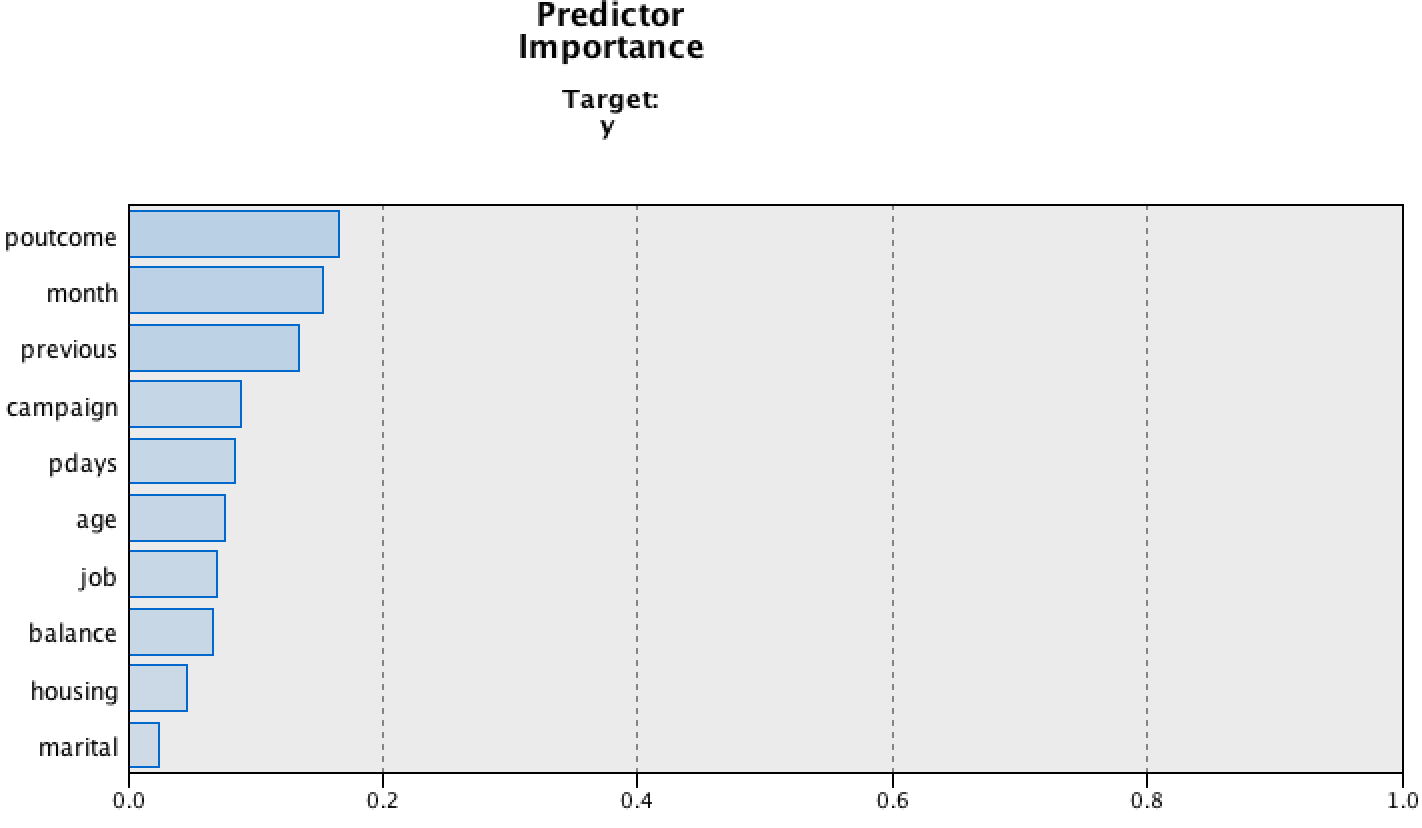 Predictor
Importance
Target:
y
poutcome
month
previous
campaign
pdays
age
job
balance
housing
marital
0.0 0.2 0.4 0.6 0.8 1.0